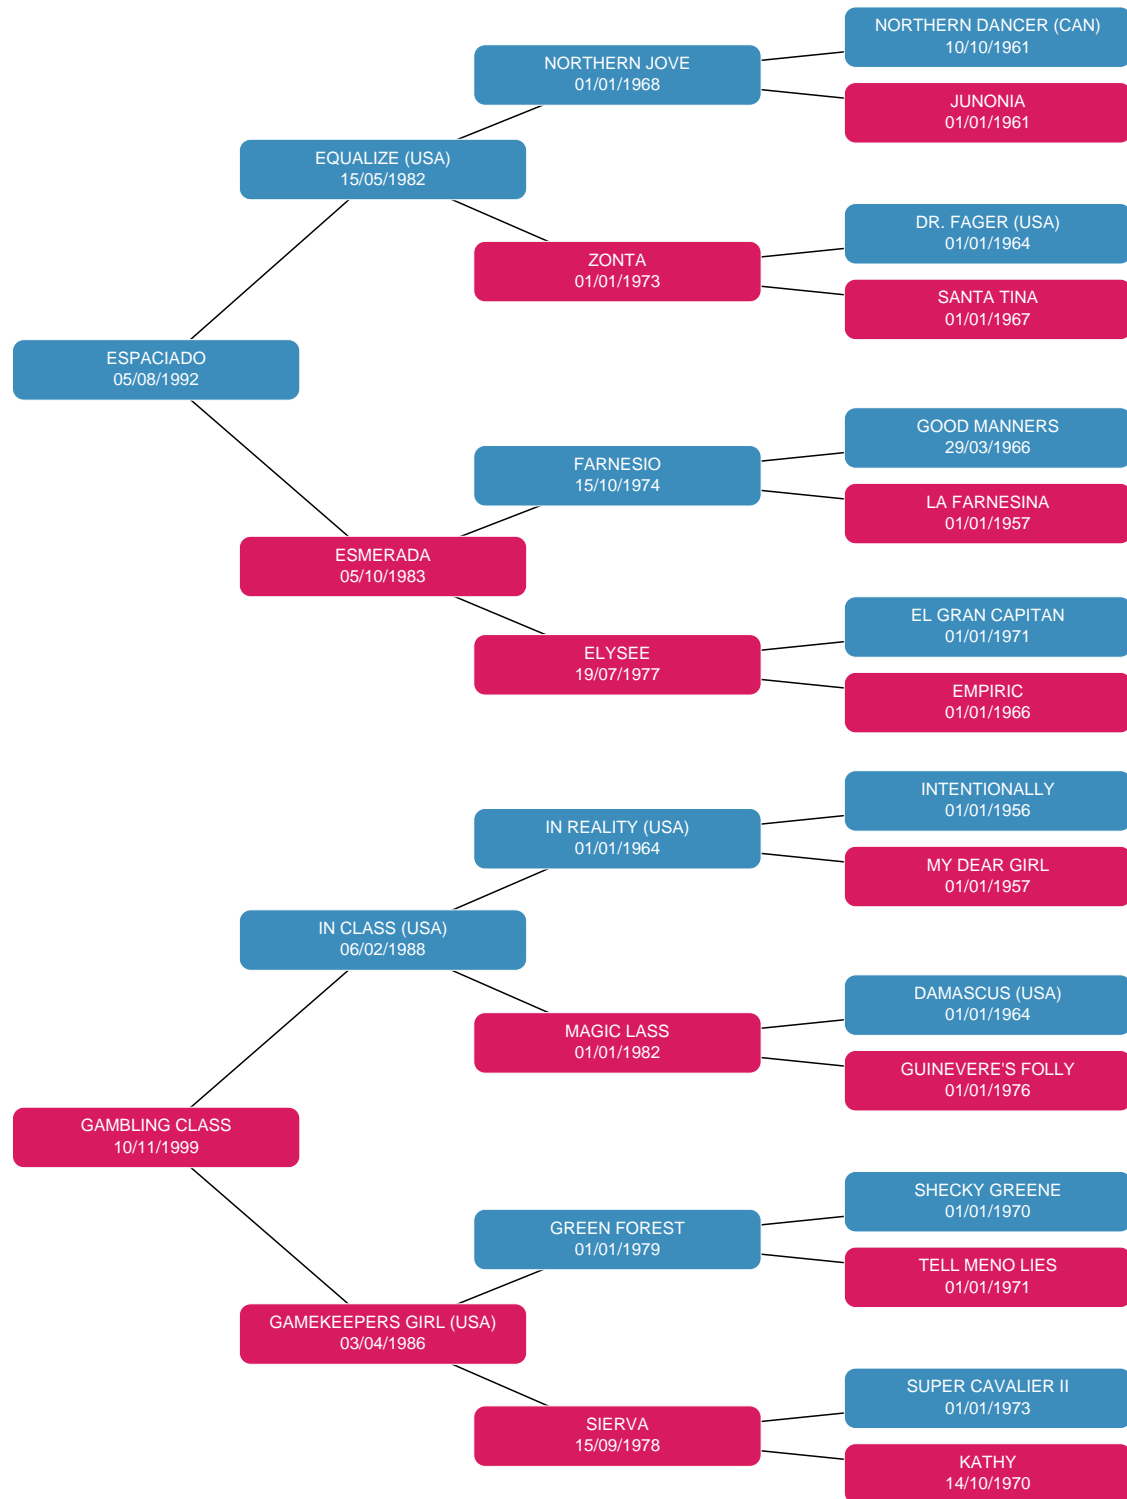 NORTHERN DANCER (CAN)
10/10/1961
NORTHERN JOVE
01/01/1968
JUNONIA
01/01/1961
EQUALIZE (USA)
15/05/1982
DR. FAGER (USA)
01/01/1964
ZONTA
01/01/1973
SANTA TINA
01/01/1967
ESPACIADO
05/08/1992
GOOD MANNERS
29/03/1966
FARNESIO
15/10/1974
LA FARNESINA
01/01/1957
ESMERADA
05/10/1983
EL GRAN CAPITAN
01/01/1971
ELYSEE
19/07/1977
EMPIRIC
01/01/1966
INTENTIONALLY
01/01/1956
IN REALITY (USA)
01/01/1964
MY DEAR GIRL
01/01/1957
IN CLASS (USA)
06/02/1988
DAMASCUS (USA)
01/01/1964
MAGIC LASS
01/01/1982
GUINEVERE'S FOLLY
01/01/1976
GAMBLING CLASS
10/11/1999
SHECKY GREENE
01/01/1970
GREEN FOREST
01/01/1979
TELL MENO LIES
01/01/1971
GAMEKEEPERS GIRL (USA)
03/04/1986
SUPER CAVALIER II
01/01/1973
SIERVA
15/09/1978
KATHY
14/10/1970